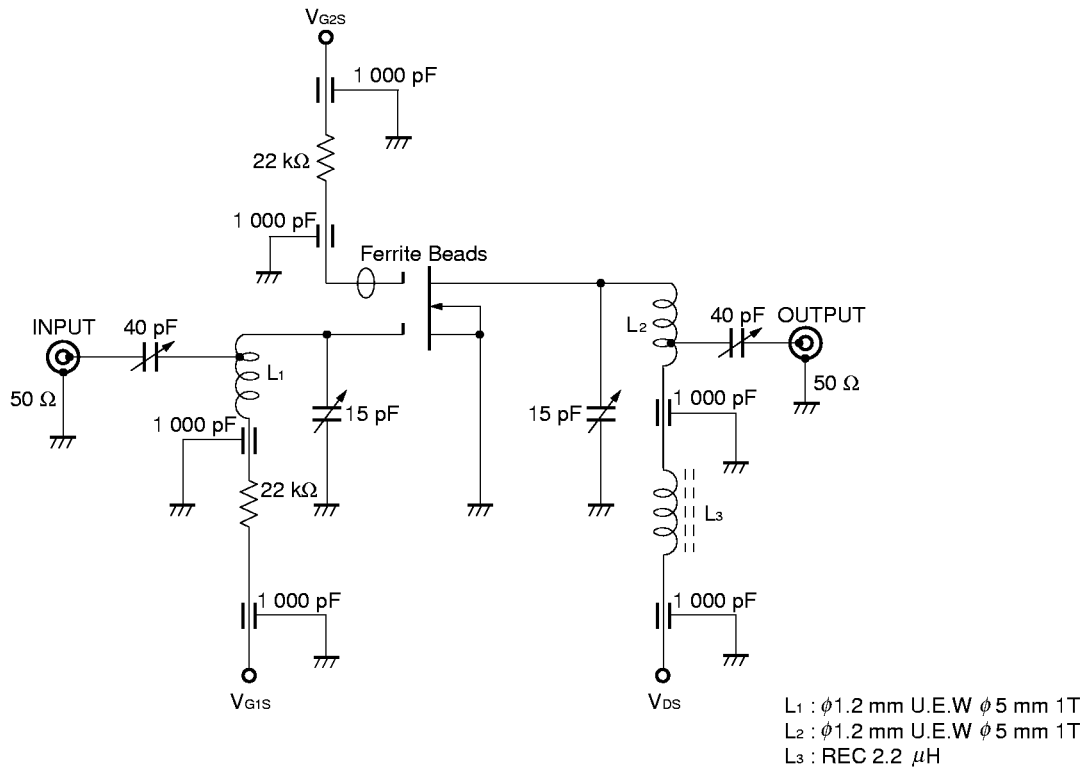 VG2S
1 000 pF
22 kΩ
1 000 pF
Ferrite Beads
INPUT
40 pF
L1
50 Ω
1 000 pF
15 pF
22 kΩ
1 000 pF
VG1S
L2
40 pF
OUTPUT
50 Ω
15 pF
1 000 pF
L3
1 000 pF
VDS
L1 : ϕ1.2 mm U.E.W ϕ5 mm 1T
L2 : ϕ1.2 mm U.E.W ϕ5 mm 1T
L3 : REC 2.2 μH